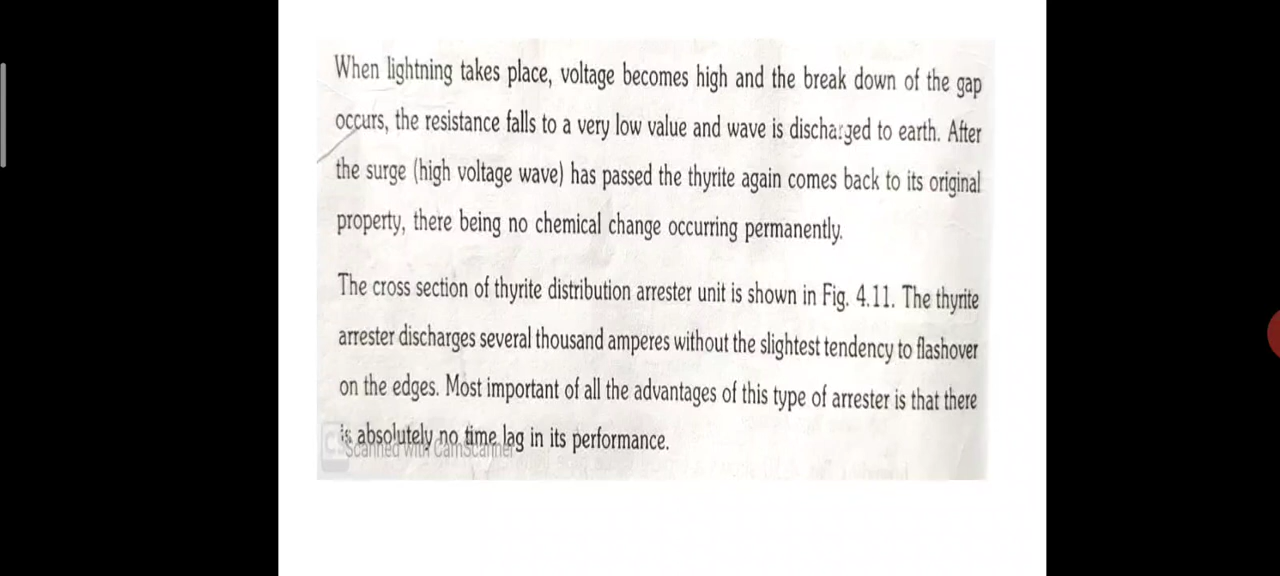 When lightning takes place, voltage becomes high and the break down of the gap
occurs, the resistance falls to a very low value and wave is discharged to earth. After
the surge (high voltage wave) has passed the thyrite again comes back to its original
property, there being no chemical change occurring permanently.
The cross section of thyrite distribution arrester unit is shown in Fig. 4.11. The thyrite
arrester discharges several thousand amperes without the slightest tendency to flashover
on the edges. Most important of all the advantages of this type of arrester is that there
is absolutely no time lag in its performance.
CS Scanned with CamScanner